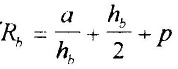 R_b = a/h_b + h_b/2 + p